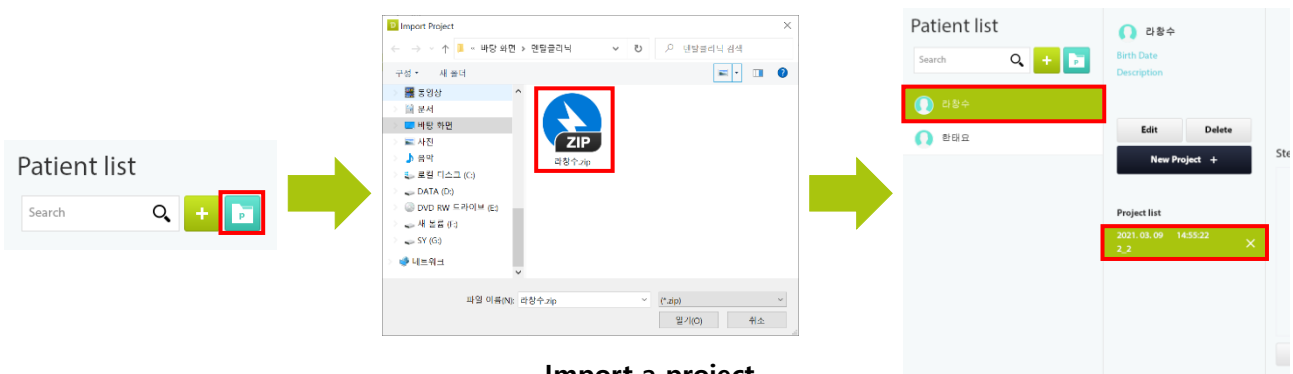 Patient list
Search
P
Import Project
« 바탕 화면 › 덴탈클리닉
덴탈클리닉 검색
구성
새 폴더
동영상
문서
바탕 화면
사진
음악
로컬 디스크 (C:)
DATA (D:)
DVD RW 드라이브 (E:)
새 볼륨 (F:)
SY (G:)
네트워크
ZIP
라창수.zip
파일 이름(N):
라창수.zip
(*.zip)
열기(O)
취소
Patient list
Search
P
라창수
한태요
라창수
Birth Date
Description
Edit
Delete
New Project +
Project list
2021. 03. 09 14:55:22
2_2
Ste
Import a project